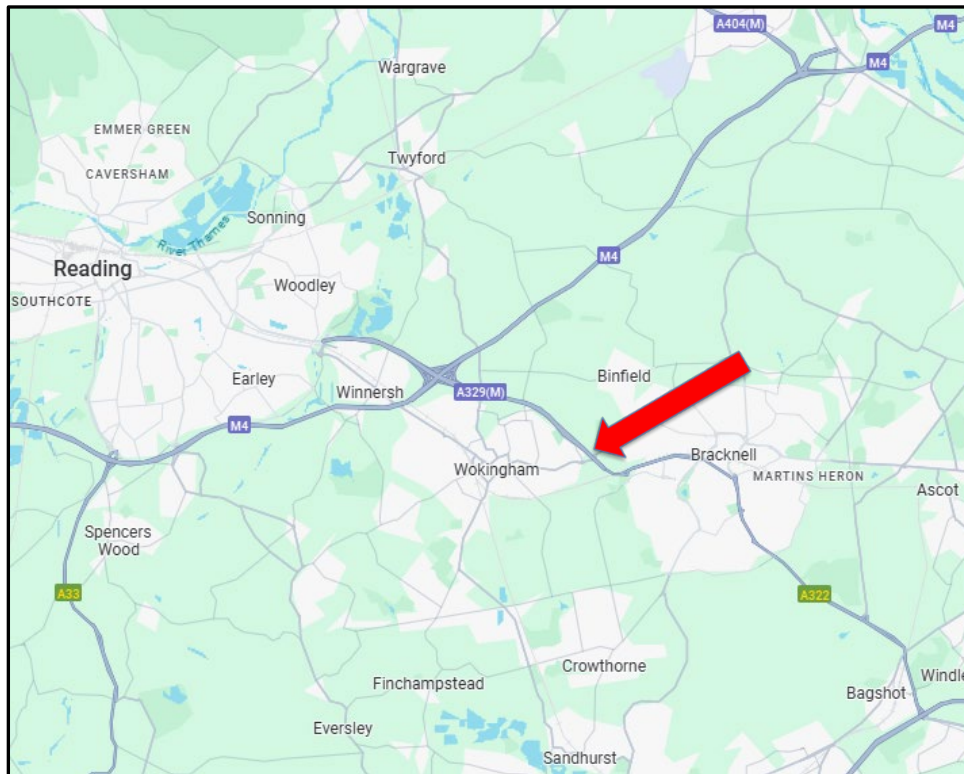 A404(M)
M4
M4
Wargrave
EMMER GREEN
Twyford
CAVERSHAM
Sonning
River Thames
M4
Reading
Woodley
SOUTHCOTE
Earley
Winnersh
A329(M)
Binfield
M4
Wokingham
Bracknell
MARTINS HERON
Ascot
Spencers
Wood
A33
A322
Crowthorne
Finchampstead
Bagshot
Windle
Eversley
Sandhurst